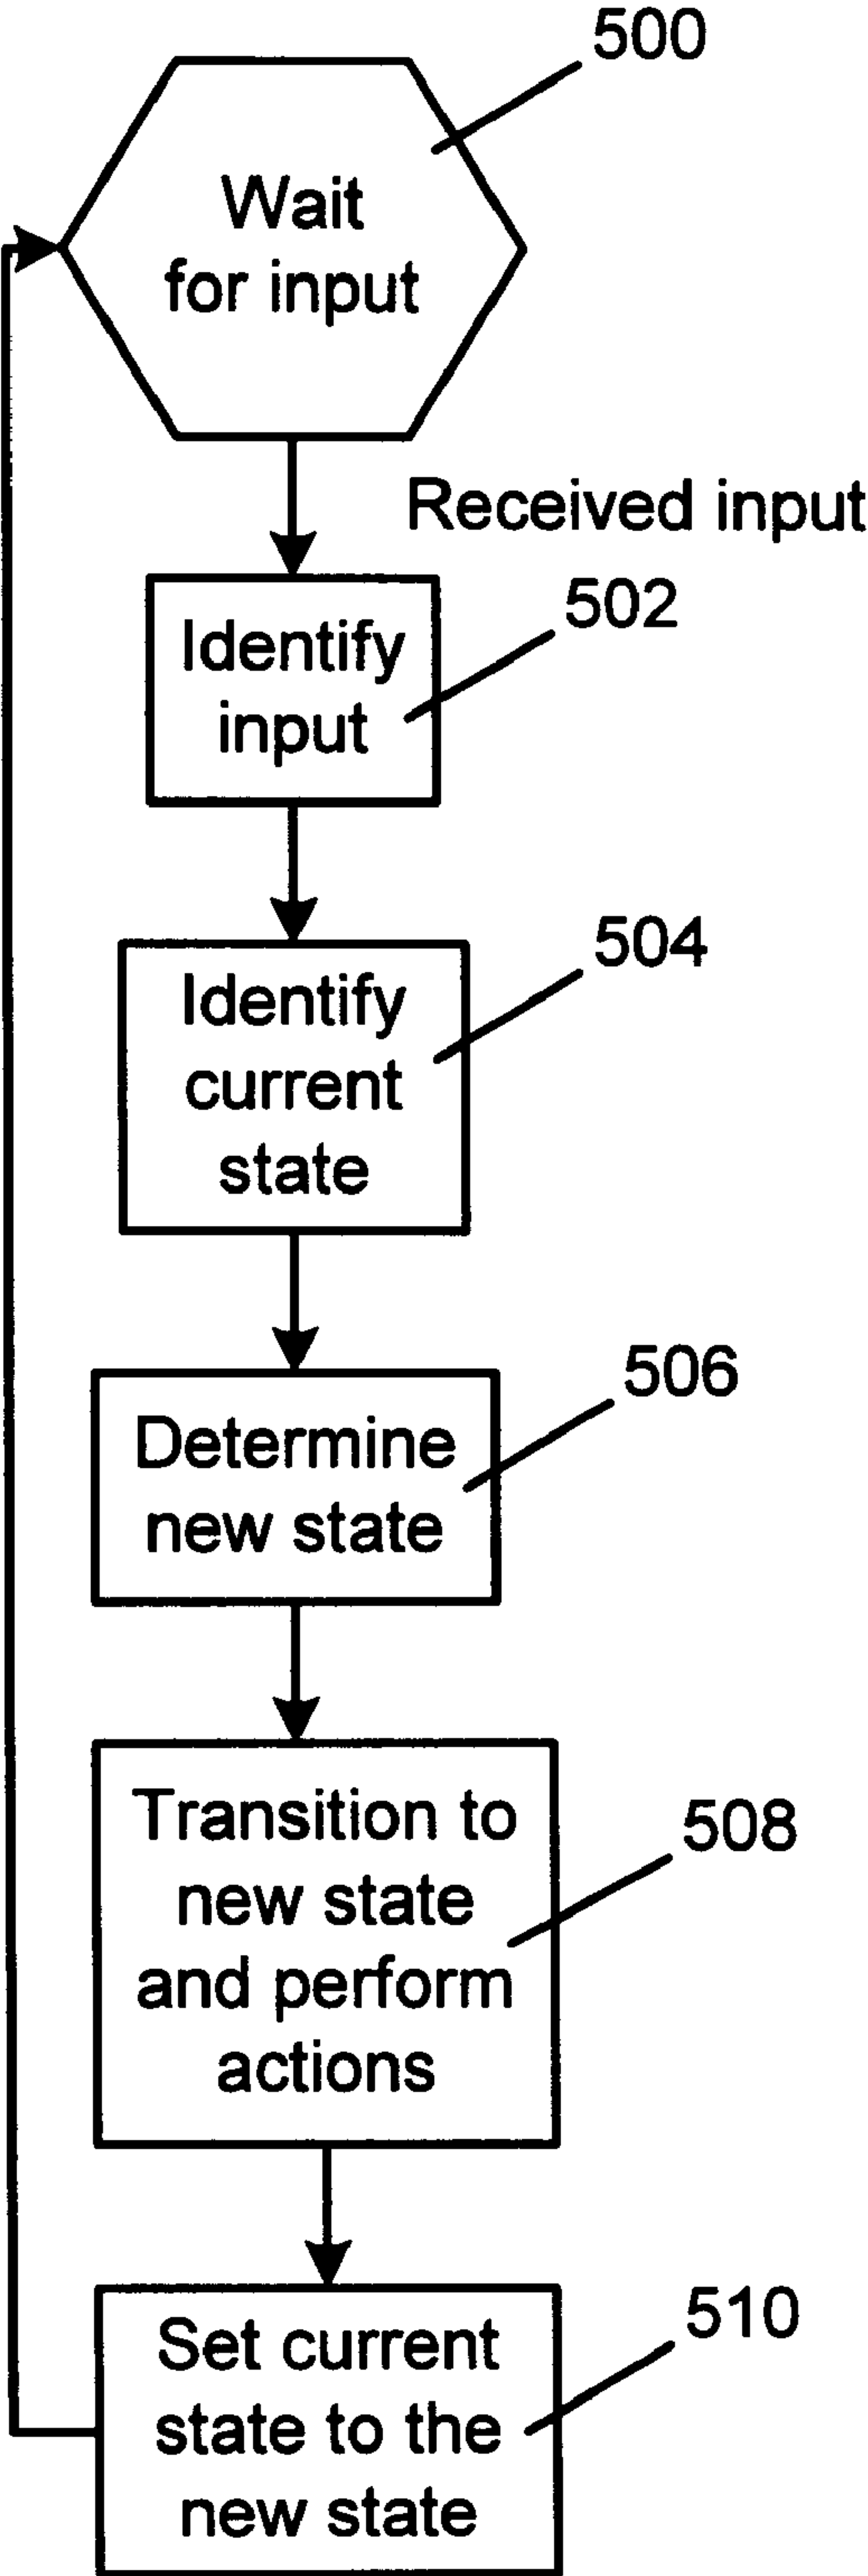 500
Wait
for input
Received input
502
Identify
input
504
Identify
current
state
506
Determine
new state
508
Transition to
new state
and perform
actions
510
Set current
state to the
new state